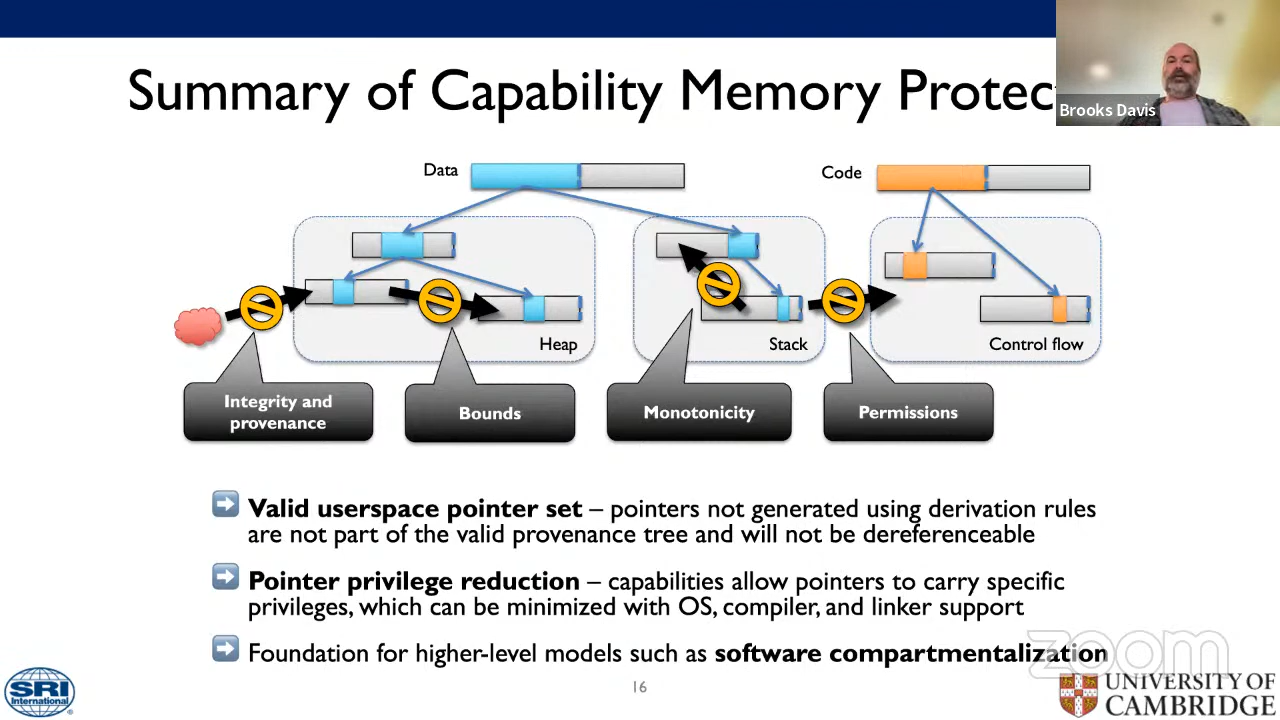 Summary of Capability Memory Protec
Brooks Davis
Data
Code
Heap
Stack
Control flow
Integrity and
provenance
Bounds
Monotonicity
Permissions
Valid userspace pointer set – pointers not generated using derivation rules
are not part of the valid provenance tree and will not be dereferenceable
Pointer privilege reduction – capabilities allow pointers to carry specific
privileges, which can be minimized with OS, compiler, and linker support
Foundation for higher-level models such as software compartmentalization
zoom
16
SRI
International
UNIVERSITY OF
CAMBRIDGE